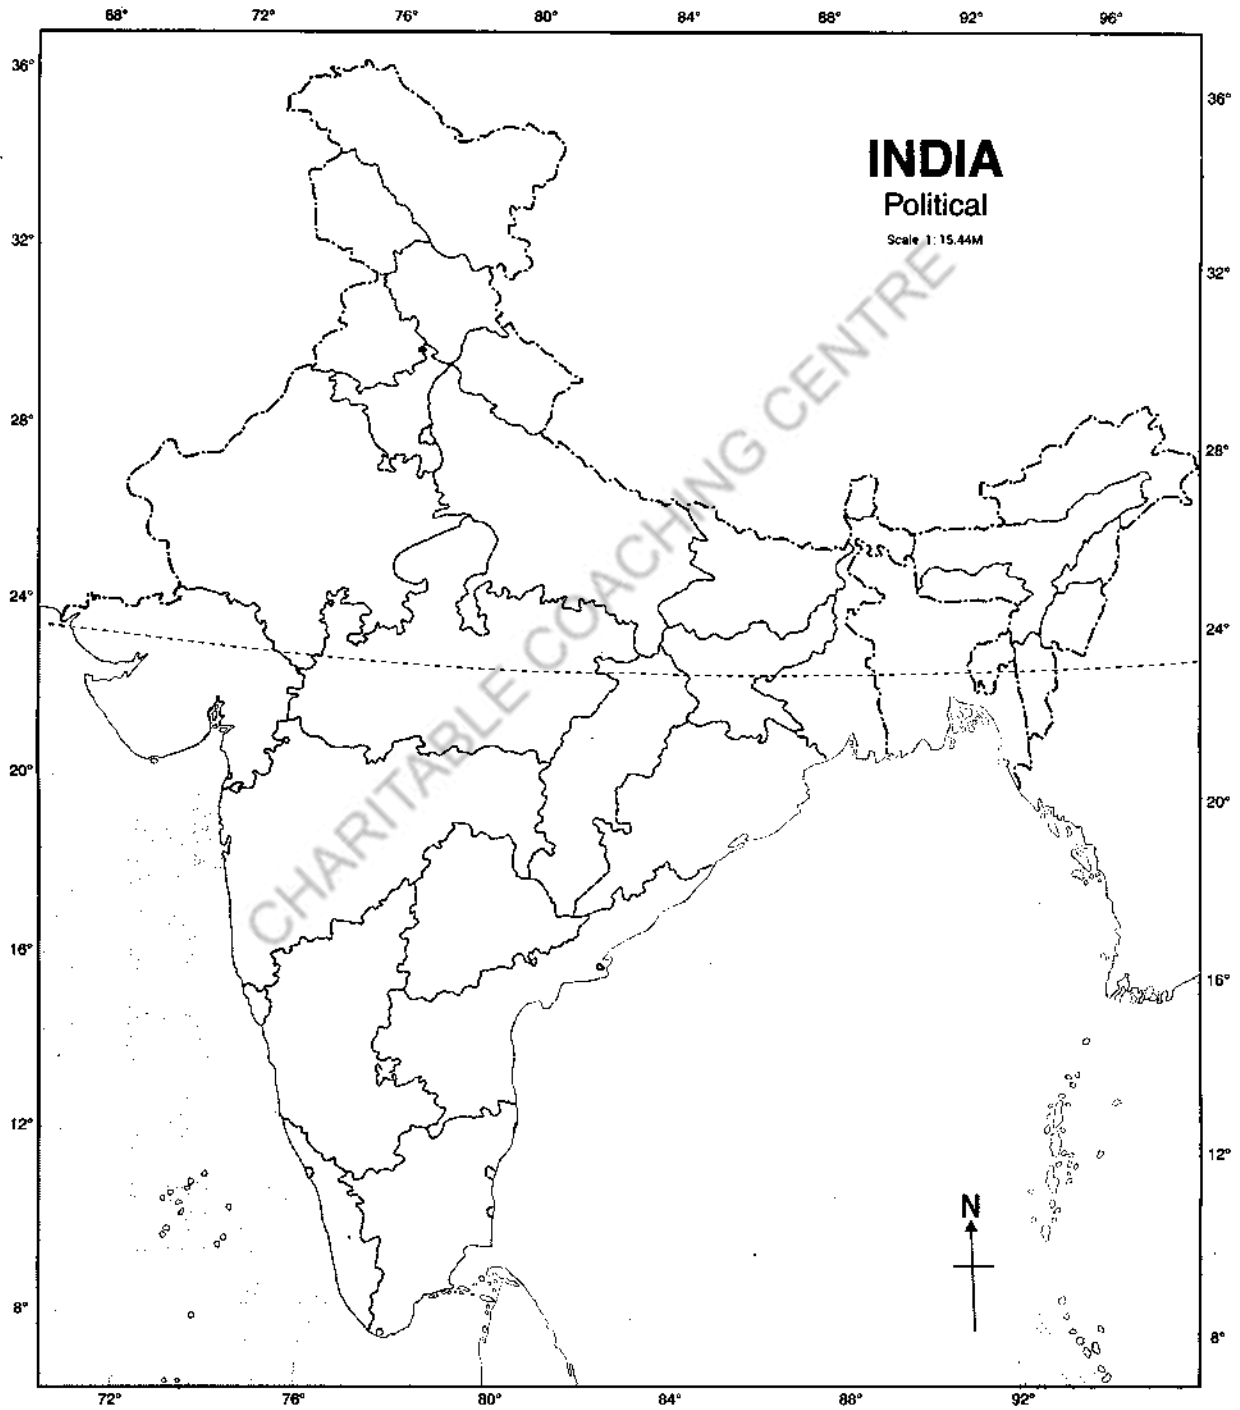 68° 72° 76° 80° 84° 88° 92° 96°
36° 36°
INDIA
Political
Scale 1:15.44M
32° 32°
CHARITABLE COACHING CENTRE
28° 28°
24° 24°
20° 20°
16° 16°
12° 12°
N
8° 8°
72° 76° 80° 84° 88° 92°